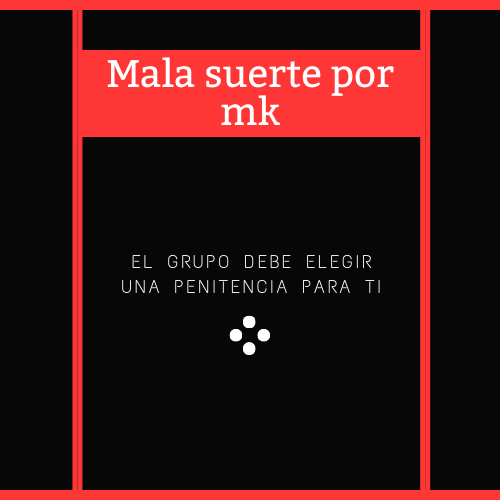 Mala suerte por
mk
EL GRUPO DEBE ELEGIR
UNA PENITENCIA PARA TI